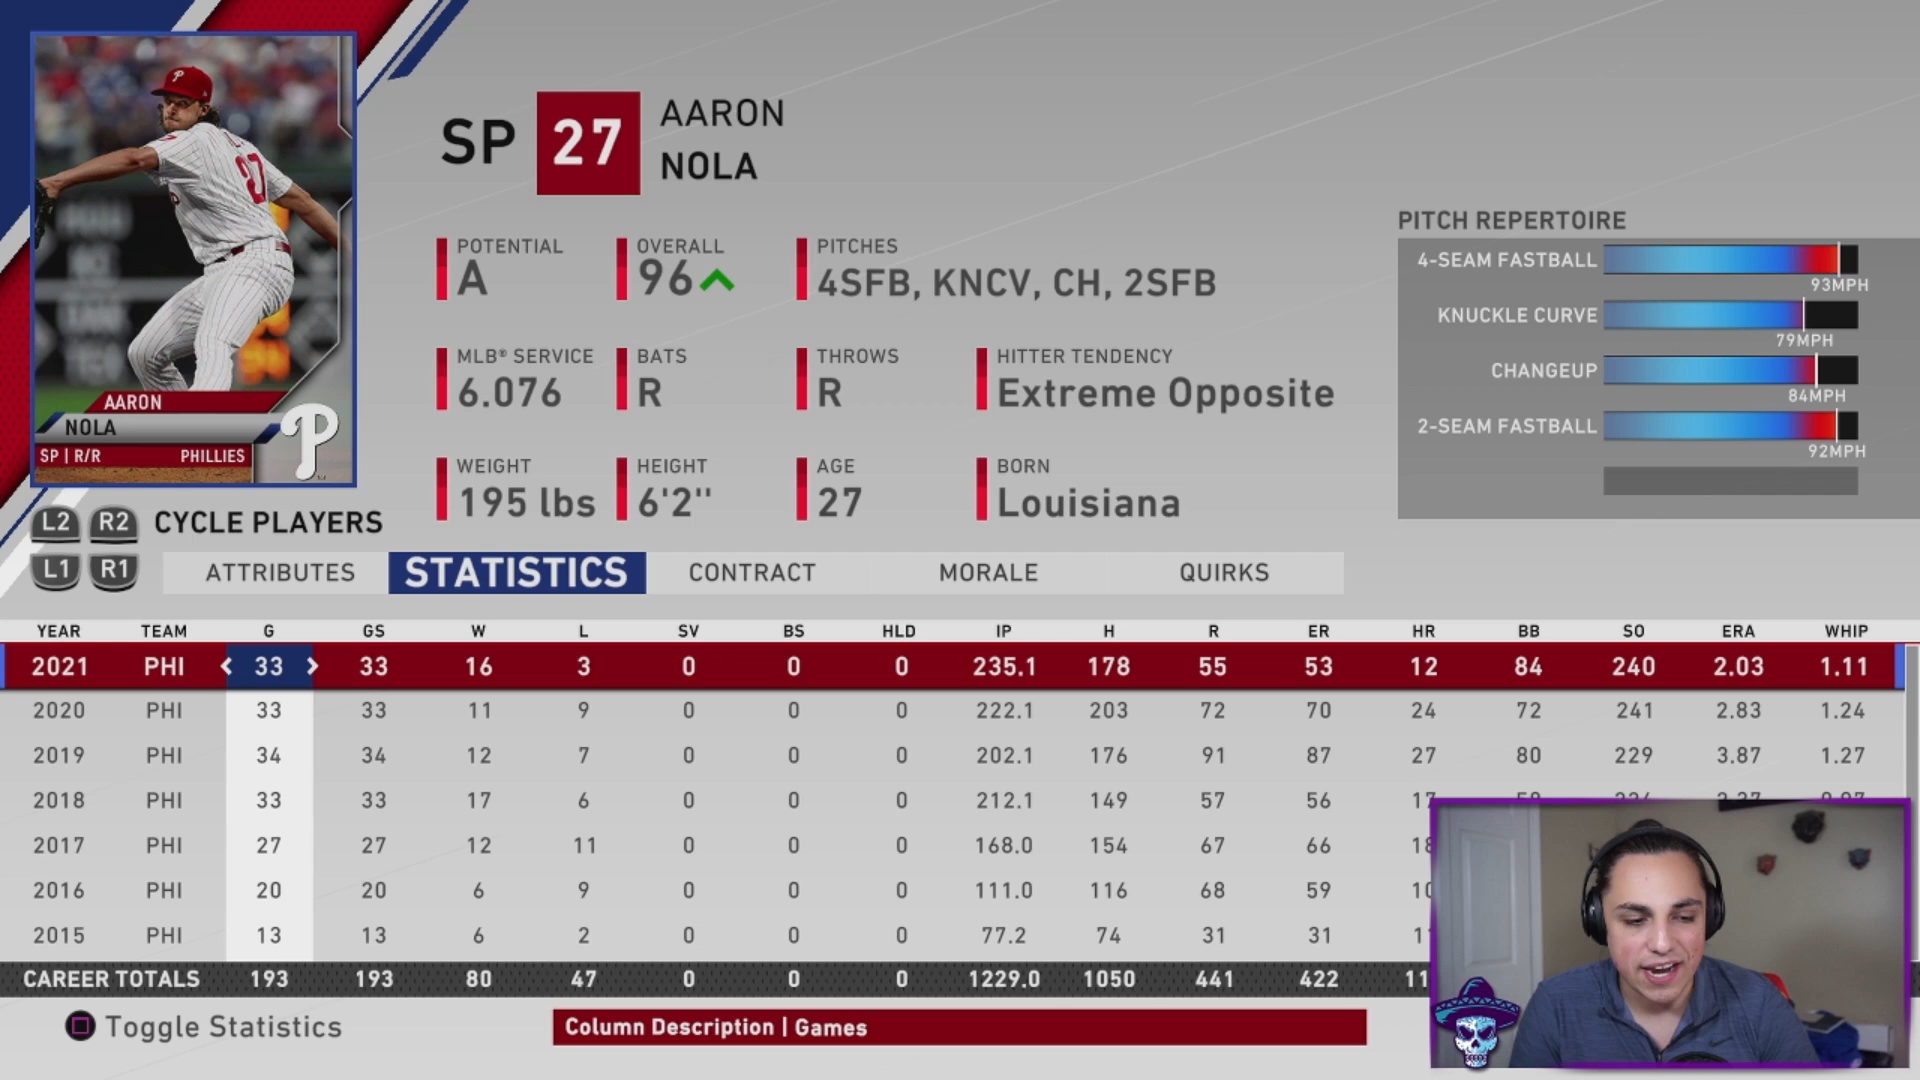 SP 27 AARON
NOLA
POTENTIAL OVERALL PITCHES
A 96 4SFB, KNCV, CH, 2SFB
MLB® SERVICE BATS THROWS HITTER TENDENCY
6.076 R R Extreme Opposite
WEIGHT HEIGHT AGE BORN
195 lbs 6'2" 27 Louisiana
PITCH REPERTOIRE
4-SEAM FASTBALL
93MPH
KNUCKLE CURVE
79MPH
CHANGEUP
84MPH
2-SEAM FASTBALL
92MPH
P
27
AARON
NOLA
SP | R/R PHILLIES
P
L2 R2 CYCLE PLAYERS
L1 R1
ATTRIBUTES STATISTICS CONTRACT MORALE QUIRKS
YEAR TEAM G GS W L SV BS HLD IP H R ER HR BB SO ERA WHIP
2021 PHI < 33 > 33 16 3 0 0 0 235.1 178 55 53 12 84 240 2.03 1.11
2020 PHI 33 33 11 9 0 0 0 222.1 203 72 70 24 72 241 2.83 1.24
2019 PHI 34 34 12 7 0 0 0 202.1 176 91 87 27 80 229 3.87 1.27
2018 PHI 33 33 17 6 0 0 0 212.1 149 57 56 17
2017 PHI 27 27 12 11 0 0 0 168.0 154 67 66
2016 PHI 20 20 6 9 0 0 0 111.0 116 68 59
2015 PHI 13 13 6 2 0 0 0 77.2 74 31 31
CAREER TOTALS 193 193 80 47 0 0 0 1229.0 1050 441 422
Toggle Statistics
Column Description | Games